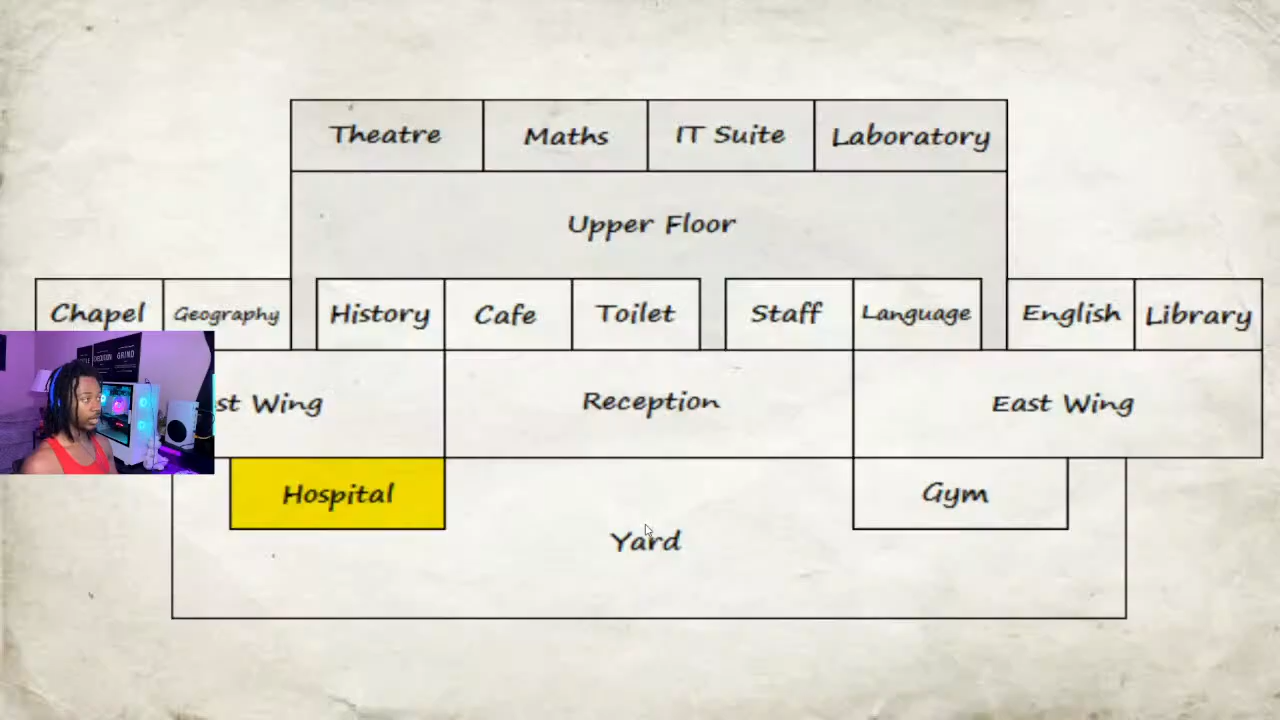 Theatre Maths IT Suite Laboratory
Upper Floor
Chapel Geography History Cafe Toilet Staff Language English Library
st Wing Reception East Wing
Hospital Gym
Yard